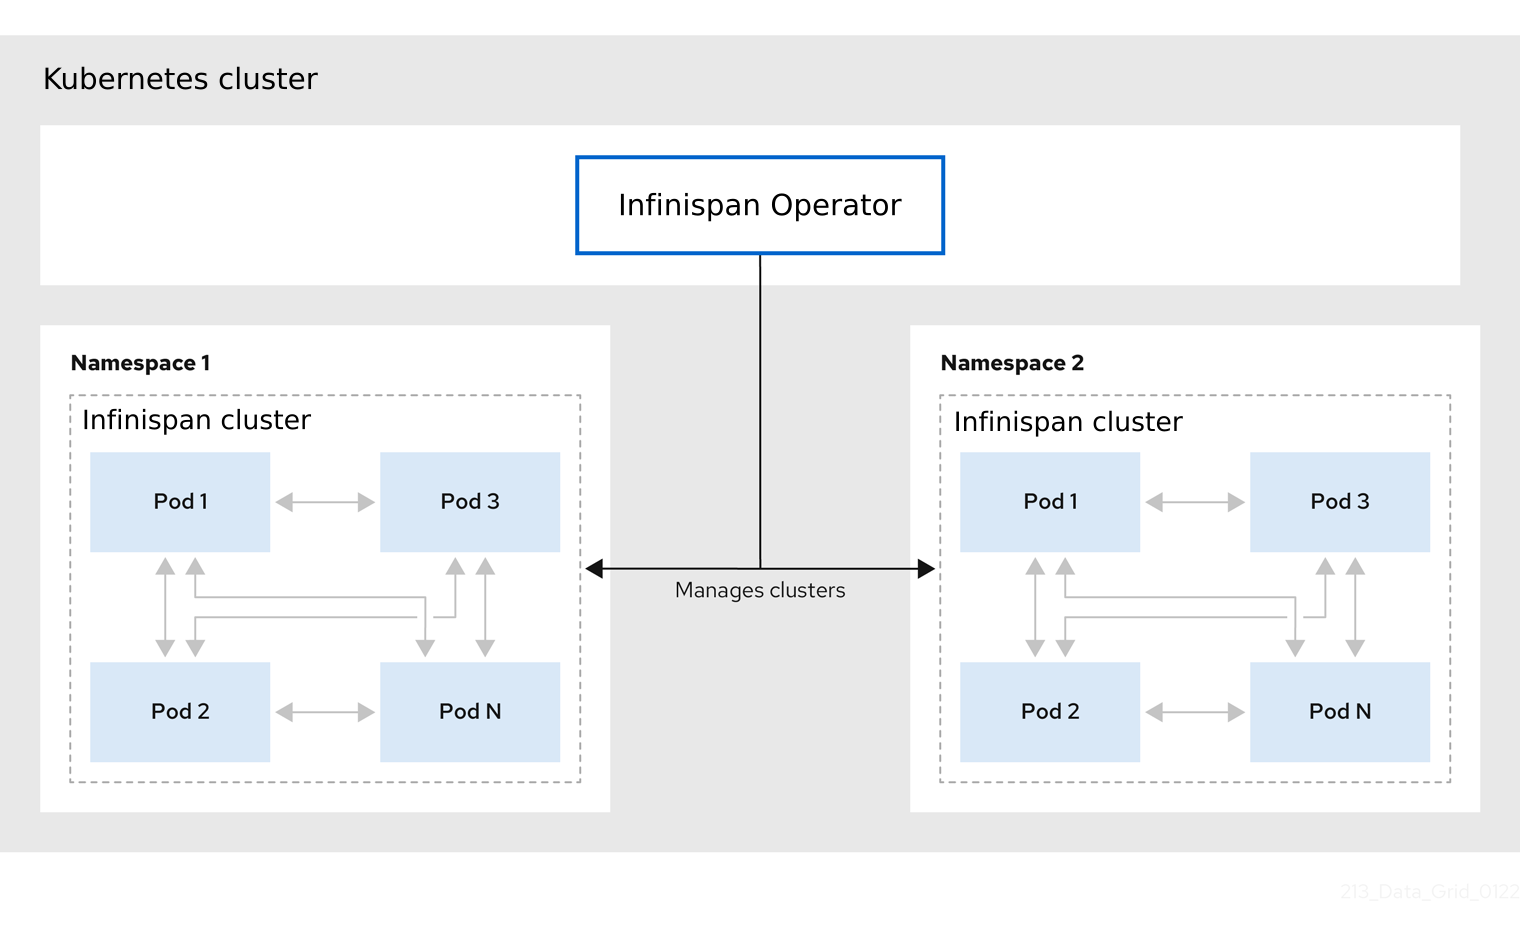 Kubernetes cluster
Infinispan Operator
Namespace 1
Infinispan cluster
Pod 1
Pod 3
Pod 2
Pod N
Manages clusters
Namespace 2
Infinispan cluster
Pod 1
Pod 3
Pod 2
Pod N
213_Data_Grid_0122